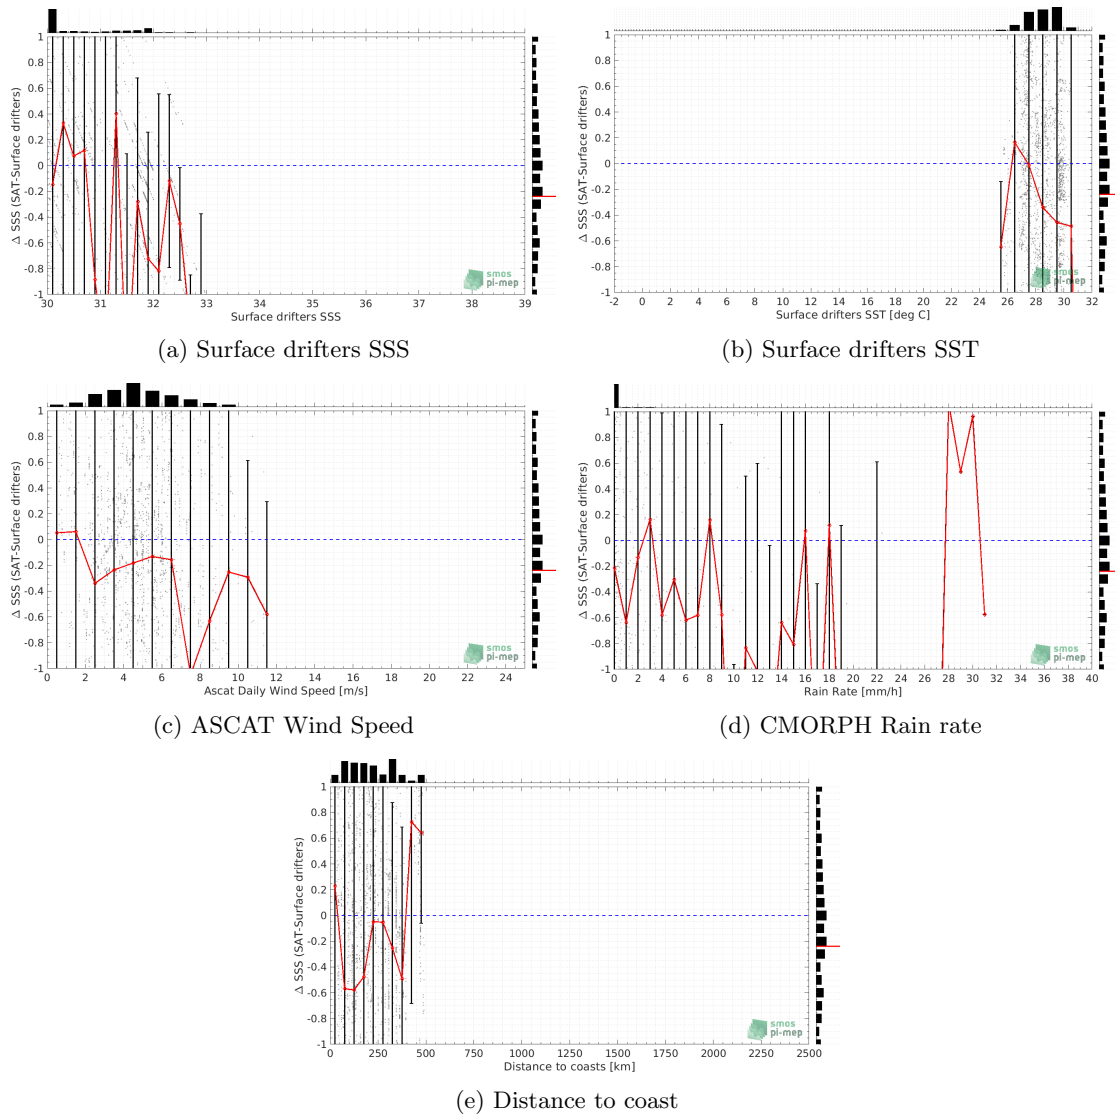 1
0.8
0.6
0.4
0.2
0
-0.2
-0.4
-0.6
-0.8
-1
Δ SSS (SAT-Surface drifters)
30 31 32 33 34 35 36 37 38 39
Surface drifters SSS
smos
pi-mep
(a) Surface drifters SSS
1
0.8
0.6
0.4
0.2
0
-0.2
-0.4
-0.6
-0.8
-1
Δ SSS (SAT-Surface drifters)
-2 0 2 4 6 8 10 12 14 16 18 20 22 24 26 28 30 32
Surface drifters SST [deg C]
smos
pi-mep
(b) Surface drifters SST
1
0.8
0.6
0.4
0.2
0
-0.2
-0.4
-0.6
-0.8
-1
Δ SSS (SAT-Surface drifters)
0 2 4 6 8 10 12 14 16 18 20 22 24
Ascat Daily Wind Speed [m/s]
smos
pi-mep
(c) ASCAT Wind Speed
1
0.8
0.6
0.4
0.2
0
-0.2
-0.4
-0.6
-0.8
-1
Δ SSS (SAT-Surface drifters)
0 2 4 6 8 10 12 14 16 18 20 22 24 26 28 30 32 34 36 38 40
Rain Rate [mm/h]
smos
pi-mep
(d) CMORPH Rain rate
1
0.8
0.6
0.4
0.2
0
-0.2
-0.4
-0.6
-0.8
-1
Δ SSS (SAT-Surface drifters)
0 250 500 750 1000 1250 1500 1750 2000 2250 2500
Distance to coasts [km]
smos
pi-mep
(e) Distance to coast